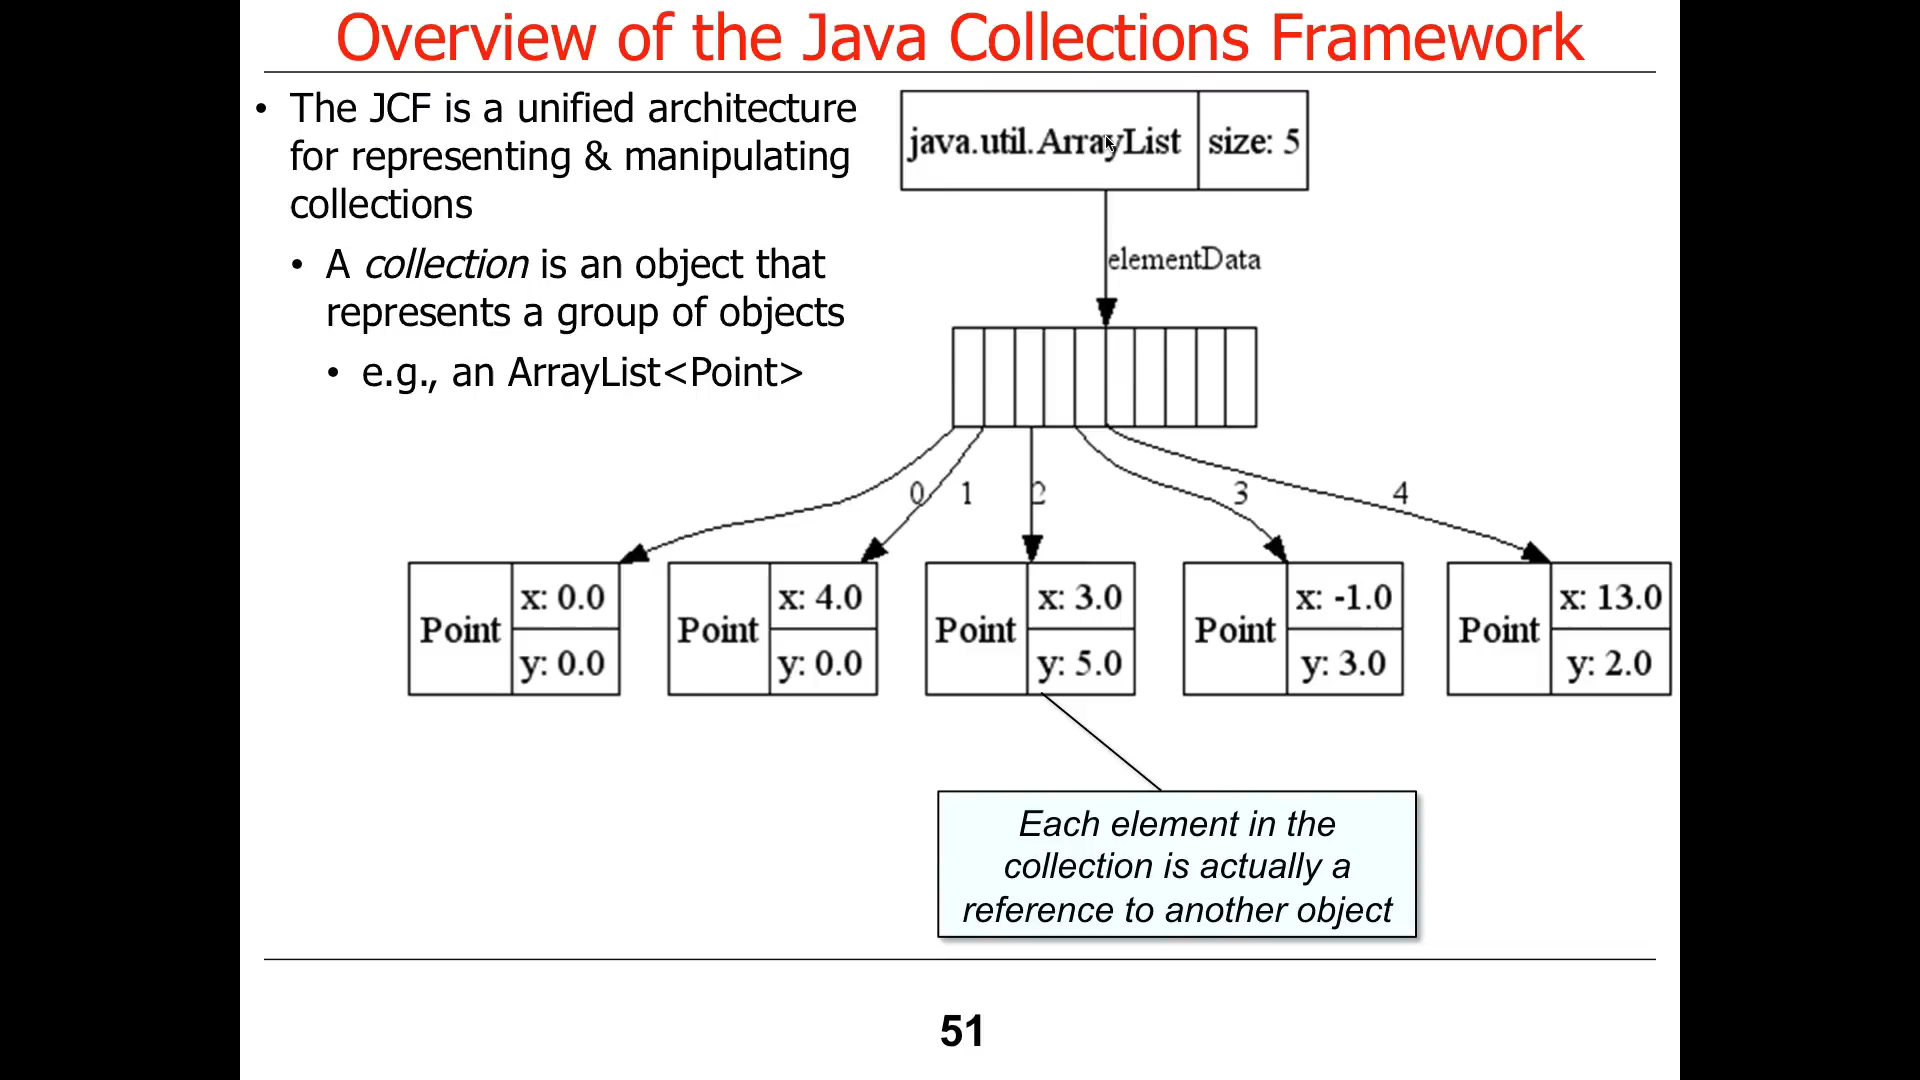 Overview of the Java Collections Framework
• The JCF is a unified architecture
for representing & manipulating
collections
• A collection is an object that
represents a group of objects
• e.g., an ArrayList<Point>
java.util.ArrayList size: 5
elementData
0 1 2 3 4
Point x: 0.0 y: 0.0
Point x: 4.0 y: 0.0
Point x: 3.0 y: 5.0
Point x: -1.0 y: 3.0
Point x: 13.0 y: 2.0
Each element in the
collection is actually a
reference to another object
51